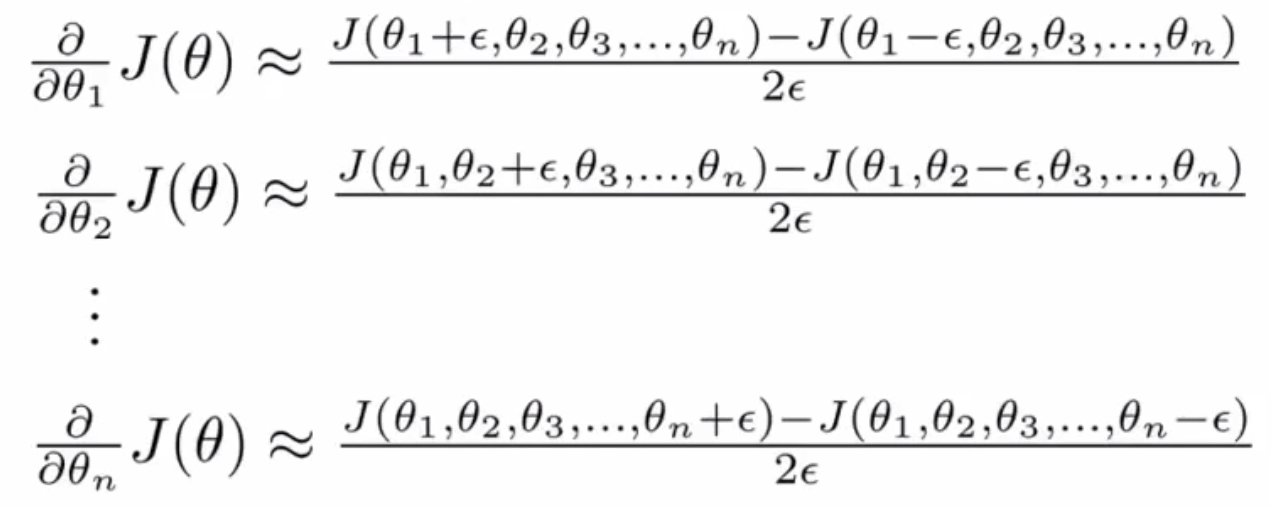 ∂/∂θ₁ J(θ) ≈ J(θ₁+ϵ,θ₂,θ₃,...,θₙ)−J(θ₁−ϵ,θ₂,θ₃,...,θₙ) / 2ϵ
∂/∂θ₂ J(θ) ≈ J(θ₁,θ₂+ϵ,θ₃,...,θₙ)−J(θ₁,θ₂−ϵ,θ₃,...,θₙ) / 2ϵ
⋮
∂/∂θₙ J(θ) ≈ J(θ₁,θ₂,θ₃,...,θₙ+ϵ)−J(θ₁,θ₂,θ₃,...,θₙ−ϵ) / 2ϵ